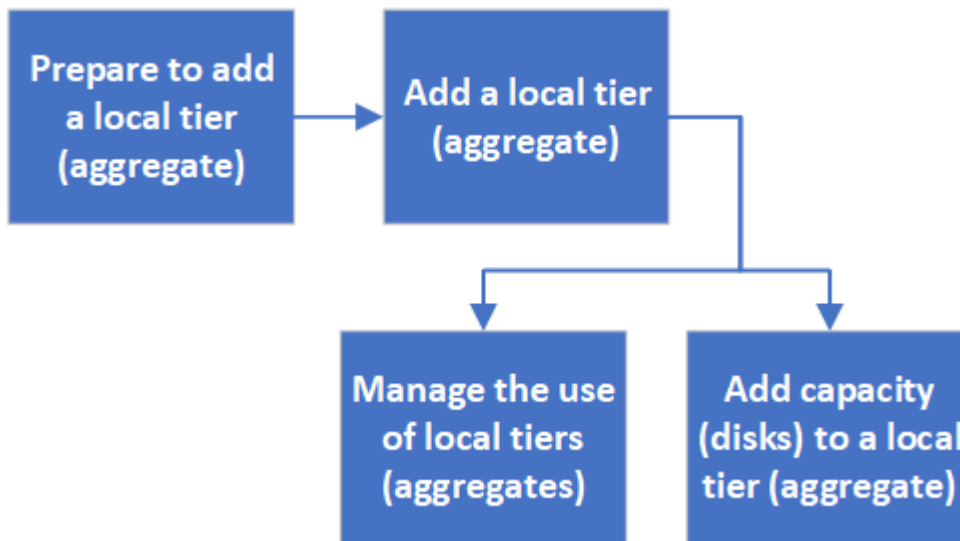 Prepare to add
a local tier
(aggregate)
Add a local tier
(aggregate)
Manage the use
of local tiers
(aggregates)
Add capacity
(disks) to a local
tier (aggregate)